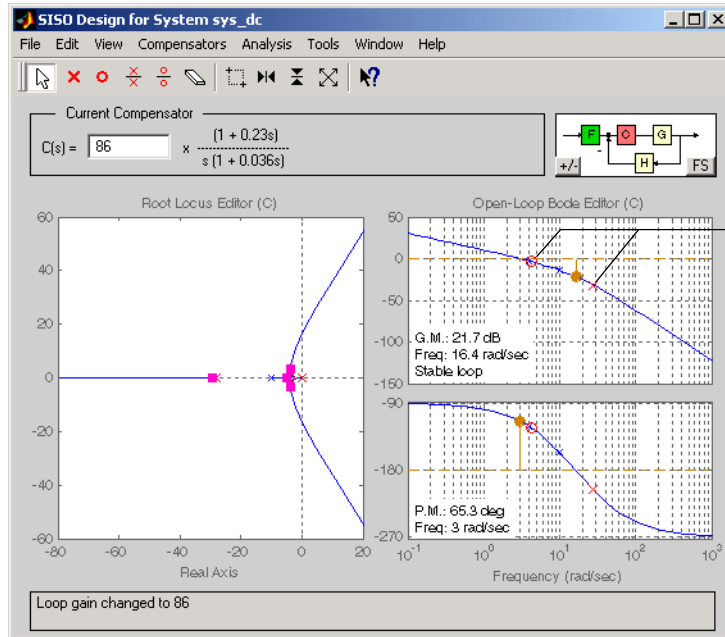 SISO Design for System sys_dc
File Edit View Compensators Analysis Tools Window Help
Current Compensator
C(s) = 86 x (1 + 0.23s)
s (1 + 0.036s)
F C G
H
+/- FS
Root Locus Editor (C)
60
40
20
0
-20
-40
-60
-80 -60 -40 -20 0 20
Real Axis
Open-Loop Bode Editor (C)
50
0
-50
-100
-150
G.M.: 21.7 dB
Freq: 16.4 rad/sec
Stable loop
-90
-180
-270
P.M.: 65.3 deg
Freq: 3 rad/sec
10^-1 10^0 10^1 10^2 10^3
Frequency (rad/sec)
Loop gain changed to 86